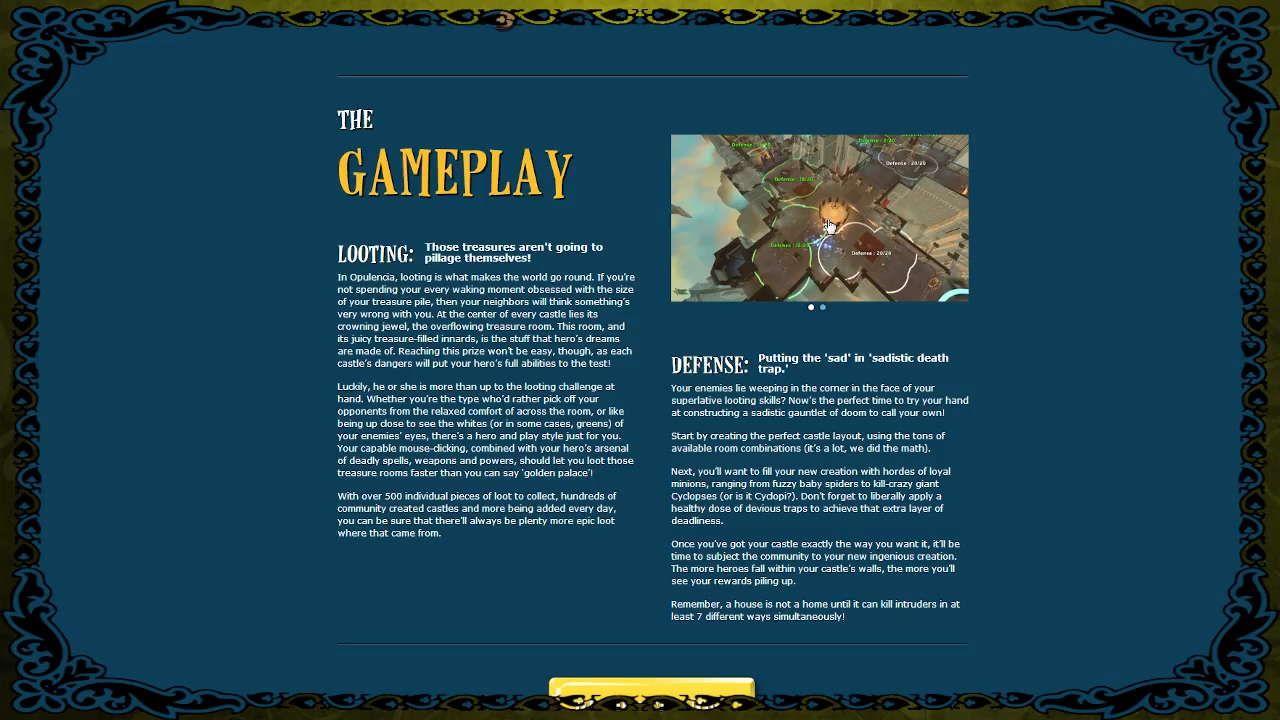 THE
GAMEPLAY
LOOTING: Those treasures aren't going to
pillage themselves!
In Opulencia, looting is what makes the world go round. If you're
not spending your every waking moment obsessed with the size
of your treasure pile, then your neighbors will think something's
very wrong with you. At the center of every castle lies its
crowning jewel, the overflowing treasure room. This room, and
its juicy treasure-filled innards, is the stuff that hero's dreams
are made of. Reaching this prize won't be easy, though, as each
castle's dangers will put your hero's full abilities to the test!
Luckily, he or she is more than up to the looting challenge at
hand. Whether you're the type who'd rather pick off your
opponents from the relaxed comfort of across the room, or like
being up close to see the whites (or in some cases, greens) of
your enemies' eyes, there's a hero and play style just for you.
Your capable mouse-clicking, combined with your hero's arsenal
of deadly spells, weapons and powers, should let you loot those
treasure rooms faster than you can say 'golden palace'!
With over 500 individual pieces of loot to collect, hundreds of
community created castles and more being added every day,
you can be sure that there'll always be plenty more epic loot
where that came from.
Defense : 20/20
Defense : 20/20
DEFENSE: Putting the 'sad' in 'sadistic death
trap.'
Your enemies lie weeping in the corner in the face of your
superlative looting skills? Now's the perfect time to try your hand
at constructing a sadistic gauntlet of doom to call your own!
Start by creating the perfect castle layout, using the tons of
available room combinations (it's a lot, we did the math).
Next, you'll want to fill your new creation with hordes of loyal
minions, ranging from fuzzy baby spiders to kill-crazy giant
Cyclopses (or is it Cyclopi?). Don't forget to liberally apply a
healthy dose of devious traps to achieve that extra layer of
deadliness.
Once you've got your castle exactly the way you want it, it'll be
time to subject the community to your new ingenious creation.
The more heroes fall within your castle's walls, the more you'll
see your rewards piling up.
Remember, a house is not a home until it can kill intruders in at
least 7 different ways simultaneously!